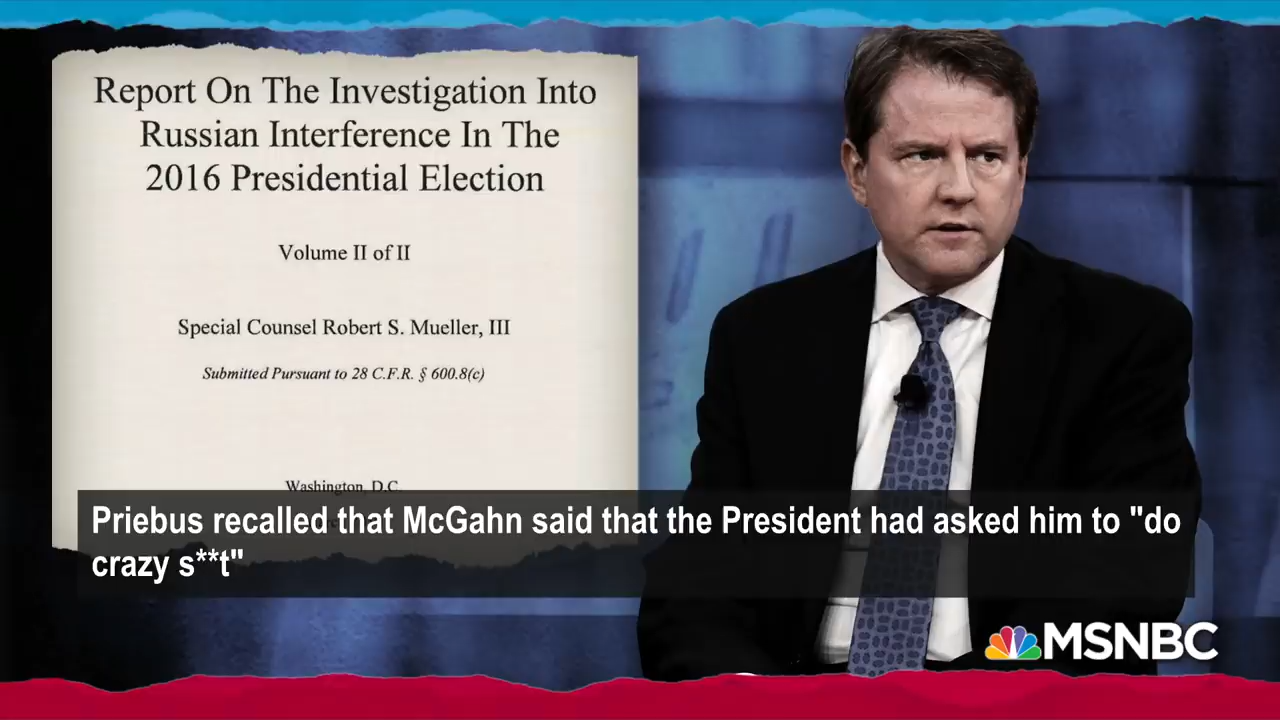 Report On The Investigation Into
Russian Interference In The
2016 Presidential Election
Volume II of II
Special Counsel Robert S. Mueller, III
Submitted Pursuant to 28 C.F.R. § 600.8(c)
Washington, D.C.
Priebus recalled that McGahn said that the President had asked him to "do
crazy s**t"
MSNBC